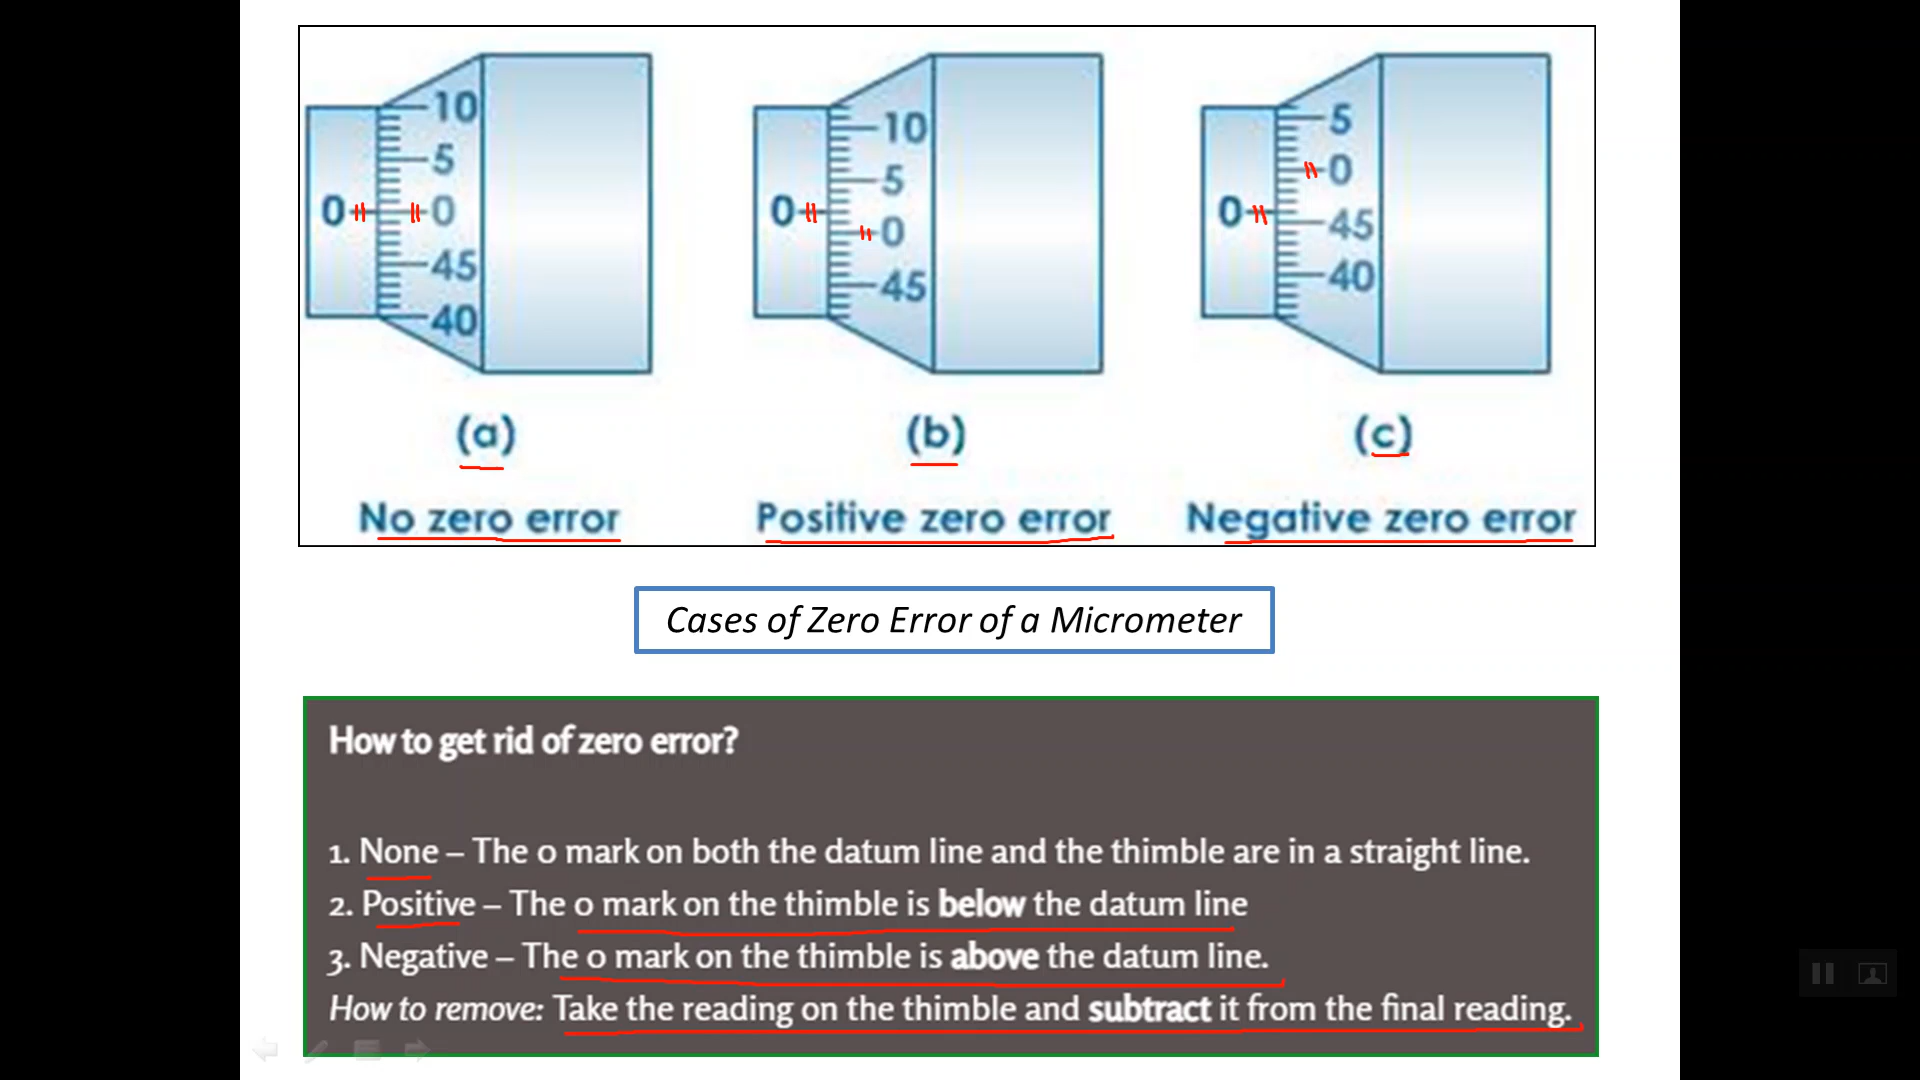 10
5
0 0
45
40
10
5
0 0
45
5
0
0 45
40
(a) (b) (c)
No zero error Positive zero error Negative zero error
Cases of Zero Error of a Micrometer
How to get rid of zero error?
1. None – The 0 mark on both the datum line and the thimble are in a straight line.
2. Positive – The 0 mark on the thimble is below the datum line
3. Negative – The 0 mark on the thimble is above the datum line.
How to remove: Take the reading on the thimble and subtract it from the final reading.